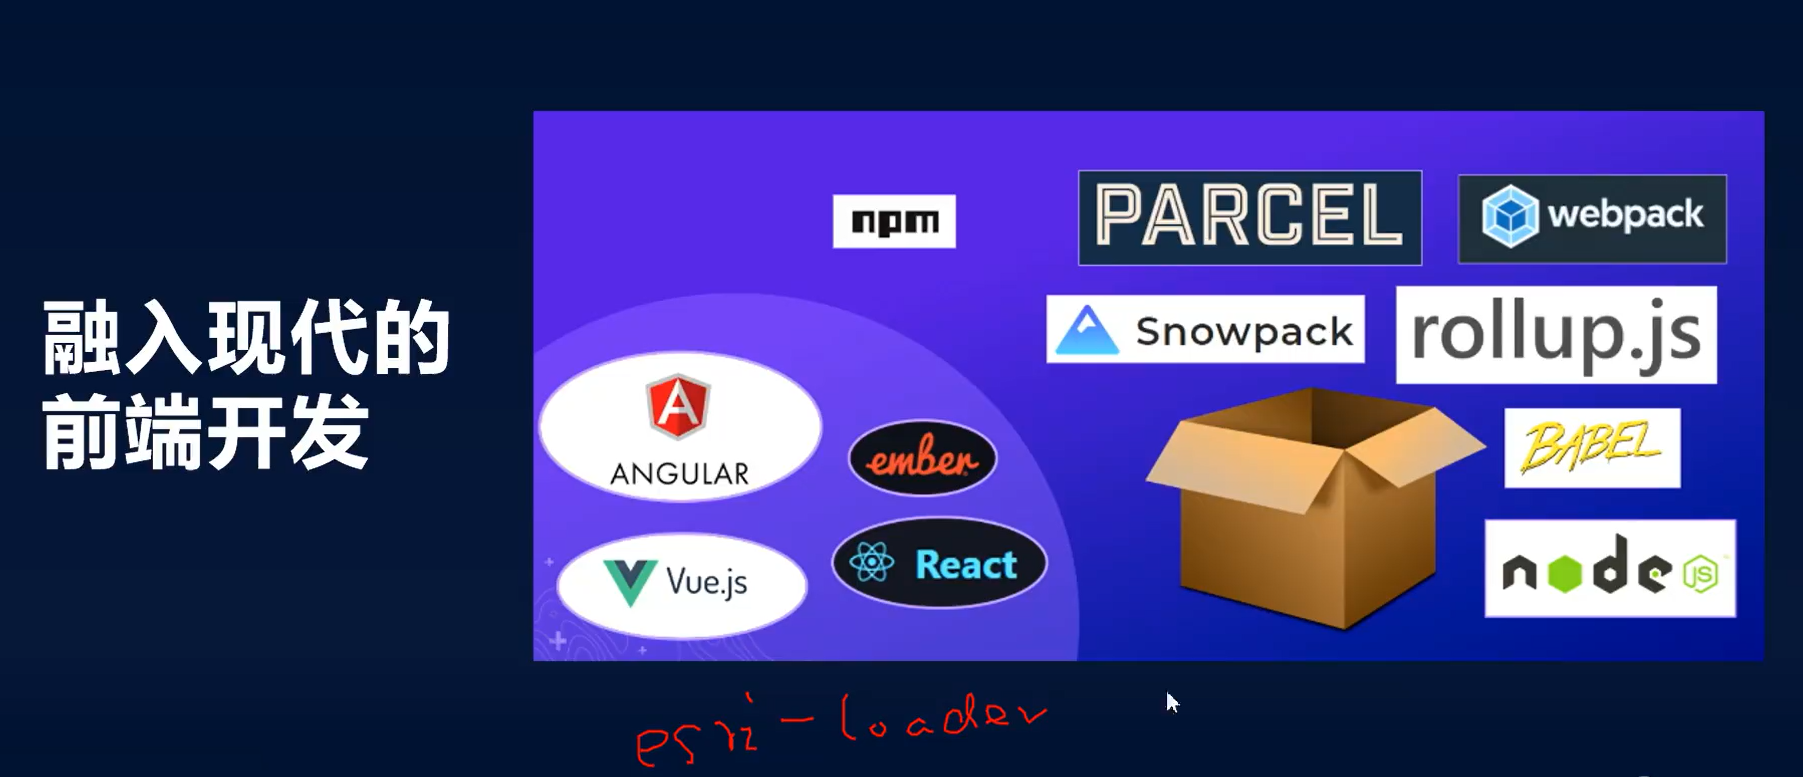 融入现代的
前端开发
npm
PARCEL
webpack
Snowpack
rollup.js
ANGULAR
ember
BABEL
Vue.js
React
node JS
esri-loader